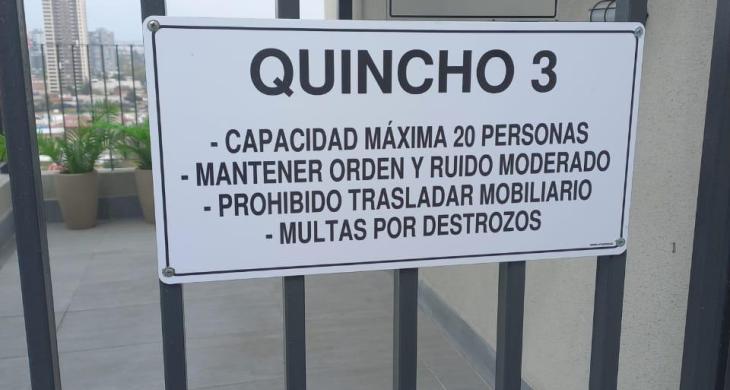 QUINCHO 3
- CAPACIDAD MÁXIMA 20 PERSONAS
- MANTENER ORDEN Y RUIDO MODERADO
- PROHIBIDO TRASLADAR MOBILIARIO
- MULTAS POR DESTROZOS